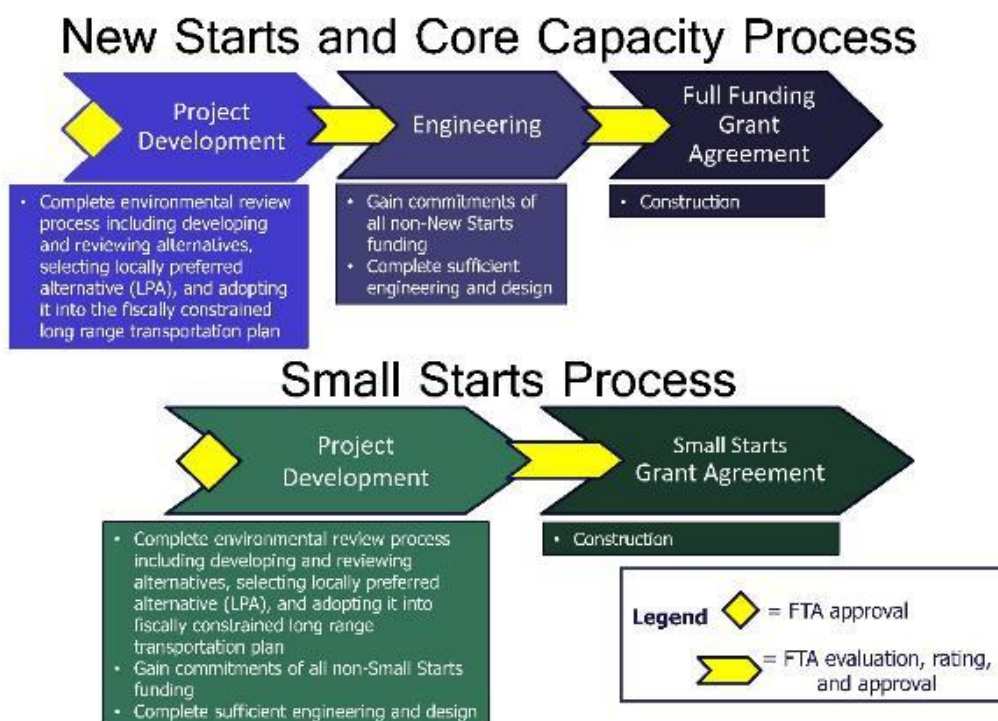 New Starts and Core Capacity Process
Project
Development
Engineering
Full Funding
Grant
Agreement
• Complete environmental review
process including developing
and reviewing alternatives,
selecting locally preferred
alternative (LPA), and adopting
it into the fiscally constrained
long range transportation plan
• Gain commitments of
all non-New Starts
funding
• Complete sufficient
engineering and design
• Construction
Small Starts Process
Project
Development
Small Starts
Grant Agreement
• Complete environmental review process
including developing and reviewing
alternatives, selecting locally preferred
alternative (LPA), and adopting it into
fiscally constrained long range
transportation plan
• Gain commitments of all non-Small Starts
funding
• Complete sufficient engineering and design
• Construction
Legend
= FTA approval
= FTA evaluation, rating,
and approval